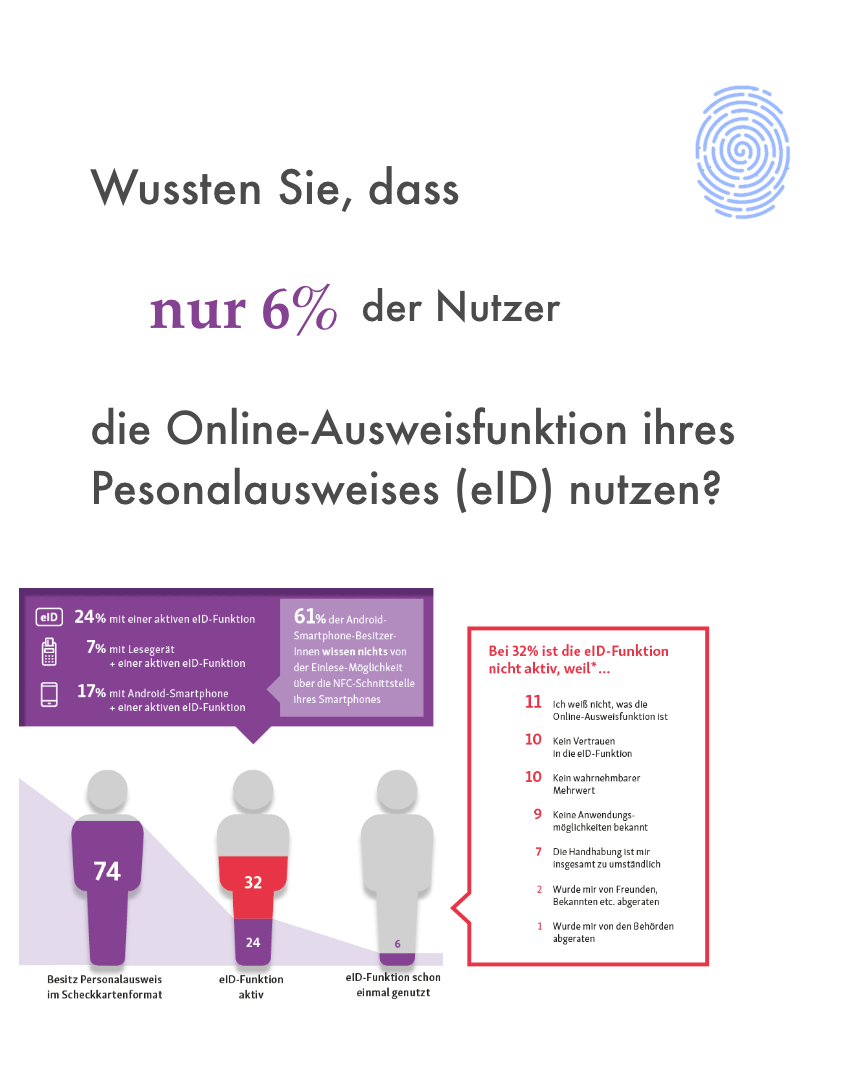 Wussten Sie, dass
nur 6% der Nutzer
die Online-Ausweisfunktion ihres
Pesonalausweises (eID) nutzen?
eID 24% mit einer aktiven eID-Funktion
7% mit Lesegerät
+ einer aktiven eID-Funktion
17% mit Android-Smartphone
+ einer aktiven eID-Funktion
61% der Android-
Smartphone-Besitzer-
Innen wissen nichts von
der Einlese-Möglichkeit
über die NFC-Schnittstelle
ihres Smartphones
74
32
24
6
Besitz Personalausweis
im Scheckkartenformat
eID-Funktion
aktiv
eID-Funktion schon
einmal genutzt
Bei 32% ist die eID-Funktion
nicht aktiv, weil*...
11 Ich weiß nicht, was die
Online-Ausweisfunktion ist
10 Kein Vertrauen
in die eID-Funktion
10 Kein wahrnehmbarer
Mehrwert
9 Keine Anwendungs-
möglichkeiten bekannt
7 Die Handhabung ist mir
insgesamt zu umständlich
2 Wurde mir von Freunden,
Bekannten etc. abgeraten
1 Wurde mir von den Behörden
abgeraten